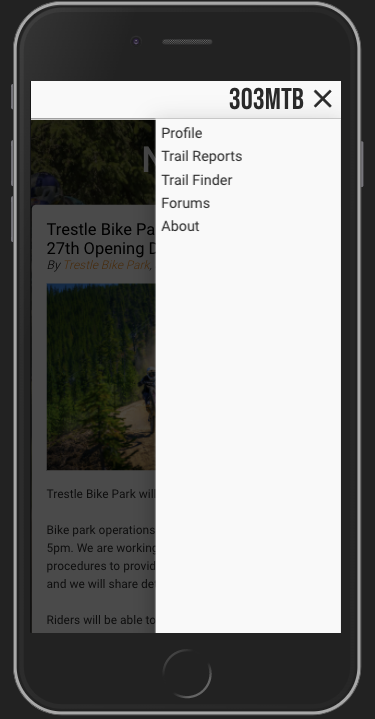 303MTB
Profile
Trail Reports
Trail Finder
Forums
About
N
Trestle Bike Pa
27th Opening D
By Trestle Bike Park,
Trestle Bike Park will
Bike park operations
5pm. We are working
procedures to provid
and we will share de
Riders will be able to